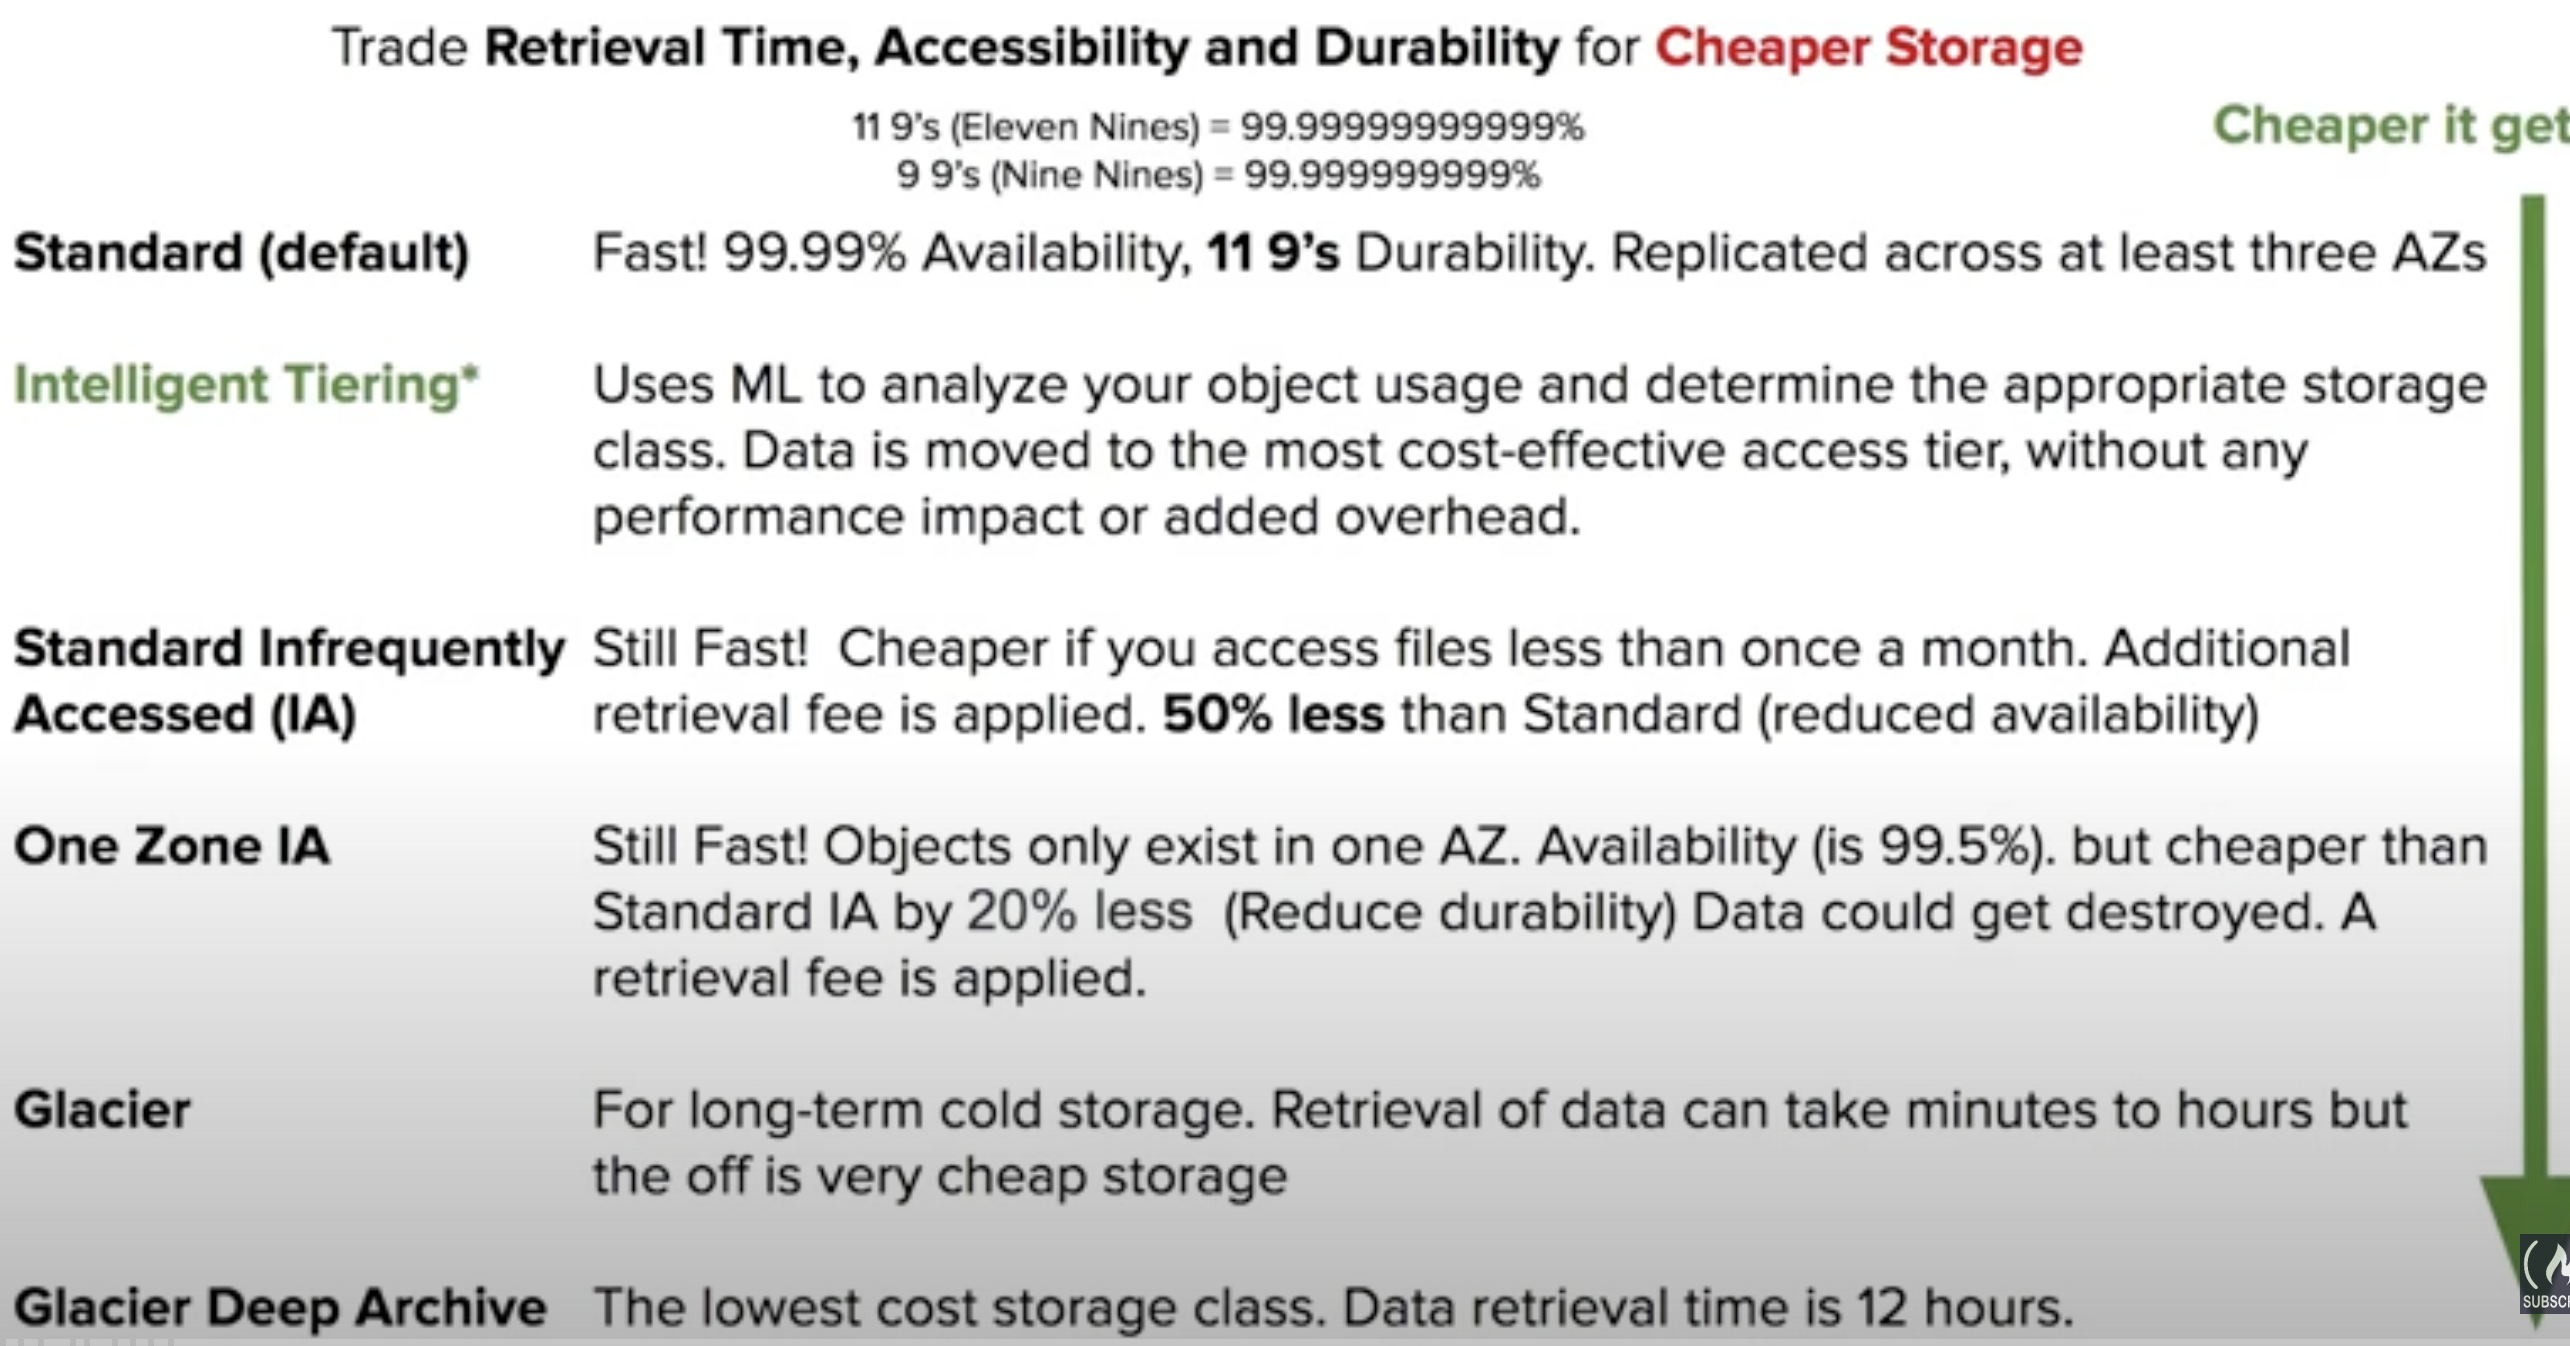 Trade Retrieval Time, Accessibility and Durability for Cheaper Storage
11 9's (Eleven Nines) = 99.99999999999%
Cheaper it get
9 9's (Nine Nines) = 99.999999999%
Standard (default) Fast! 99.99% Availability, 11 9's Durability. Replicated across at least three AZs
Intelligent Tiering* Uses ML to analyze your object usage and determine the appropriate storage
class. Data is moved to the most cost-effective access tier, without any
performance impact or added overhead.
Standard Infrequently Still Fast! Cheaper if you access files less than once a month. Additional
Accessed (IA) retrieval fee is applied. 50% less than Standard (reduced availability)
One Zone IA Still Fast! Objects only exist in one AZ. Availability (is 99.5%). but cheaper than
Standard IA by 20% less (Reduce durability) Data could get destroyed. A
retrieval fee is applied.
Glacier For long-term cold storage. Retrieval of data can take minutes to hours but
the off is very cheap storage
Glacier Deep Archive The lowest cost storage class. Data retrieval time is 12 hours.
SUBSC